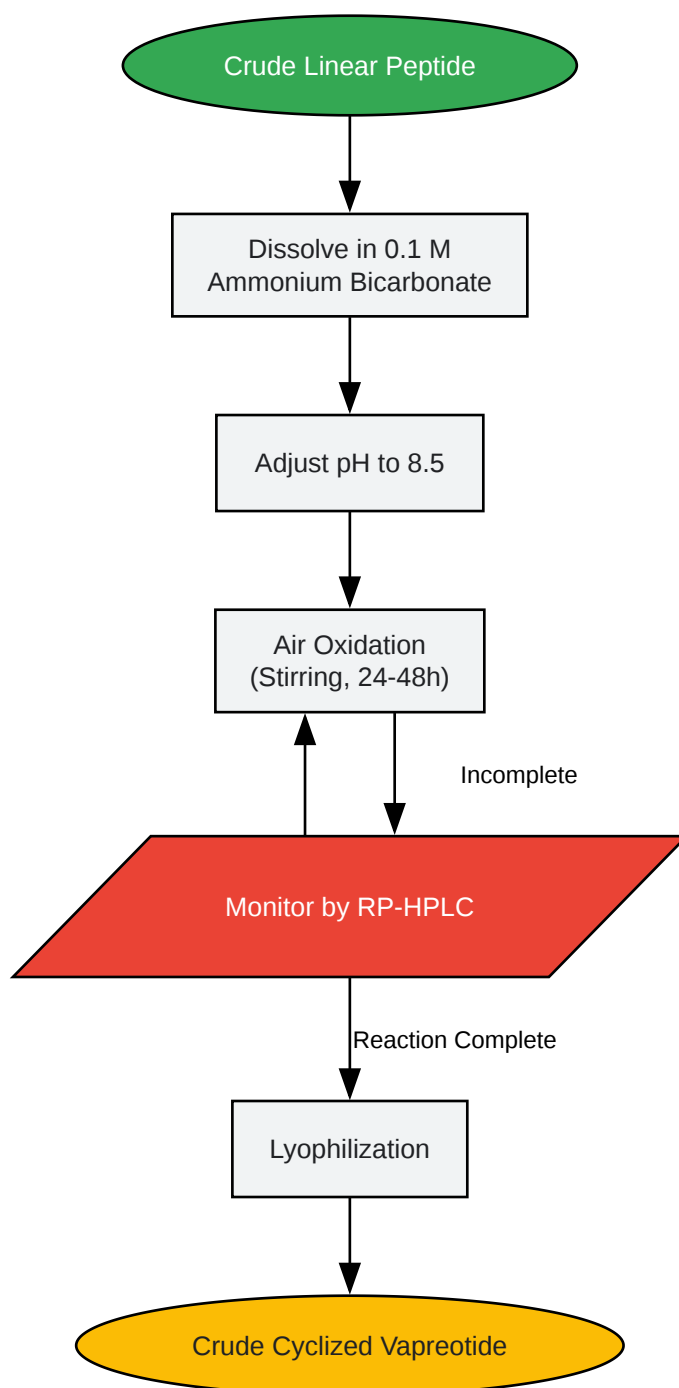 Crude Linear Peptide
Dissolve in 0.1 M
Ammonium Bicarbonate
Adjust pH to 8.5
Air Oxidation
(Stirring, 24-48h)
Incomplete
Monitor by RP-HPLC
Reaction Complete
Lyophilization
Crude Cyclized Vapreotide